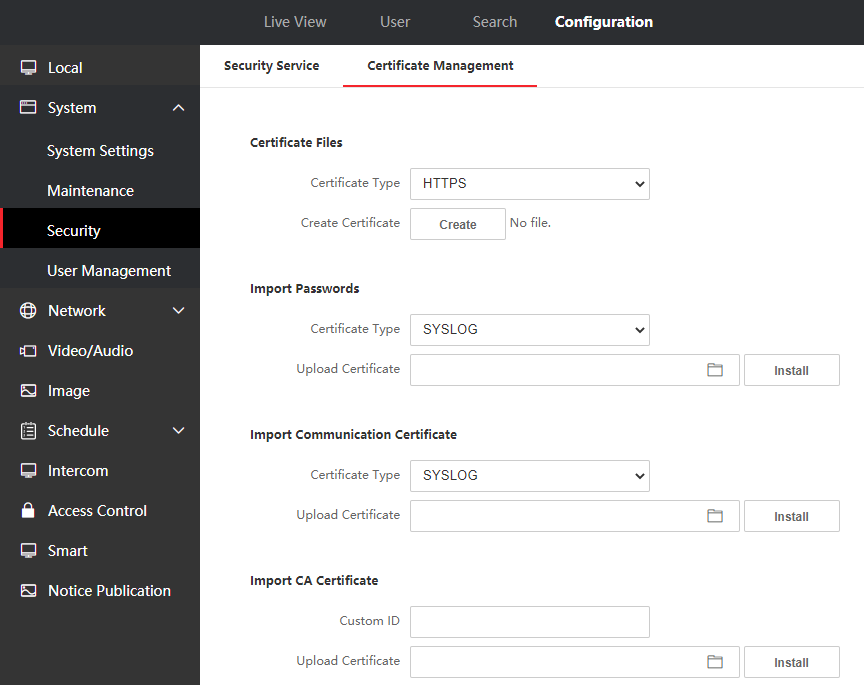 Live View User Search Configuration
Local
System
System Settings
Maintenance
Security
User Management
Network
Video/Audio
Image
Schedule
Intercom
Access Control
Smart
Notice Publication
Security Service Certificate Management
Certificate Files
Certificate Type HTTPS
Create Certificate Create No file.
Import Passwords
Certificate Type SYSLOG
Upload Certificate Install
Import Communication Certificate
Certificate Type SYSLOG
Upload Certificate Install
Import CA Certificate
Custom ID
Upload Certificate Install